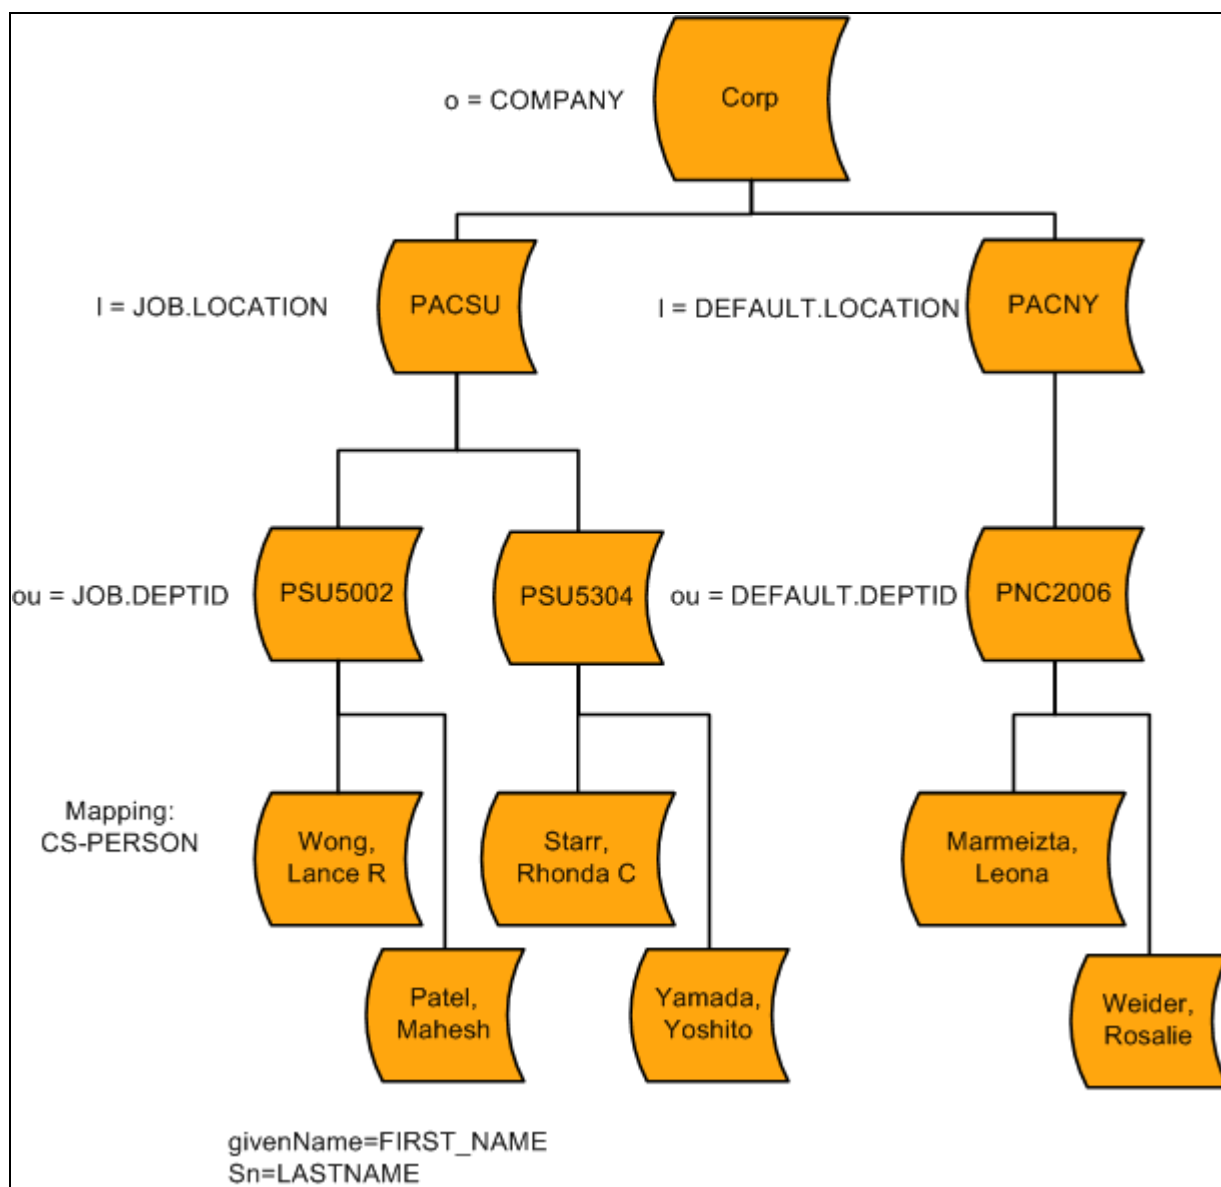 o = COMPANY
Corp
l = JOB.LOCATION
PACSU
l = DEFAULT.LOCATION
PACNY
ou = JOB.DEPTID
PSU5002
PSU5304
ou = DEFAULT.DEPTID
PNC2006
Mapping:
CS-PERSON
Wong,
Lance R
Starr,
Rhonda C
Marmeizta,
Leona
Patel,
Mahesh
Yamada,
Yoshito
Weider,
Rosalie
givenName=FIRST_NAME
Sn=LASTNAME